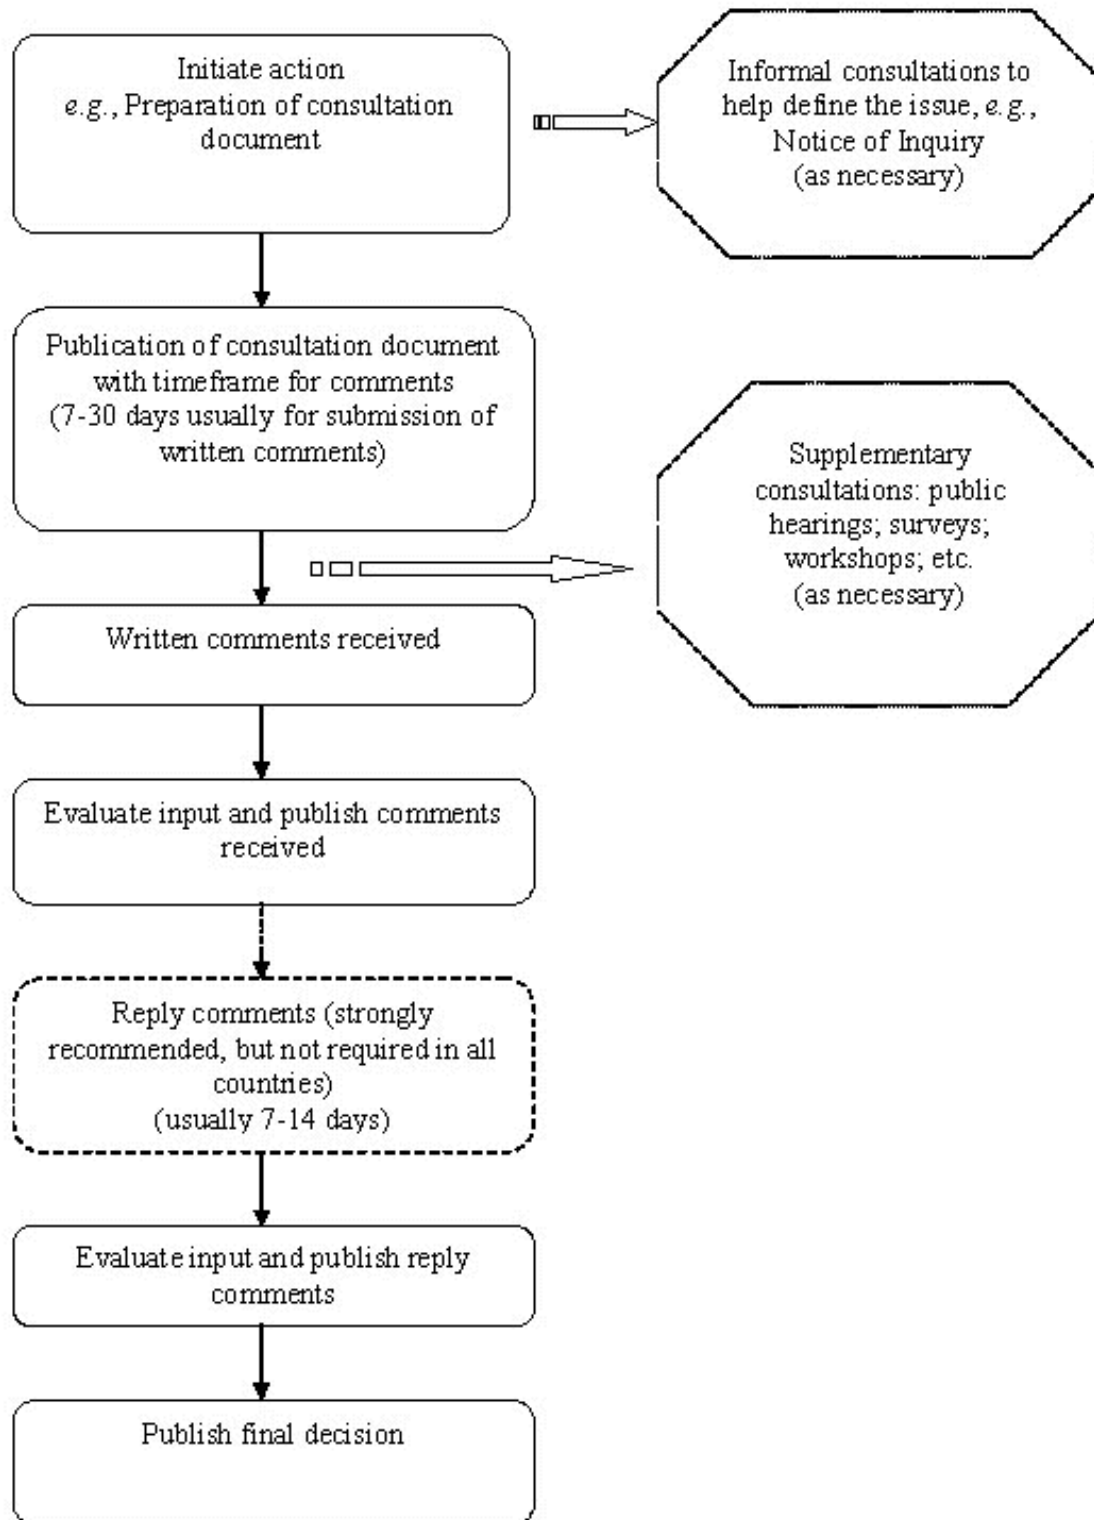 Initiate action
e.g., Preparation of consultation
document
Informal consultations to
help define the issue, e.g.,
Notice of Inquiry
(as necessary)
Publication of consultation document
with timeframe for comments
(7-30 days usually for submission of
written comments)
Supplementary
consultations: public
hearings; surveys;
workshops; etc.
(as necessary)
Written comments received
Evaluate input and publish comments
received
Reply comments (strongly
recommended, but not required in all
countries)
(usually 7-14 days)
Evaluate input and publish reply
comments
Publish final decision